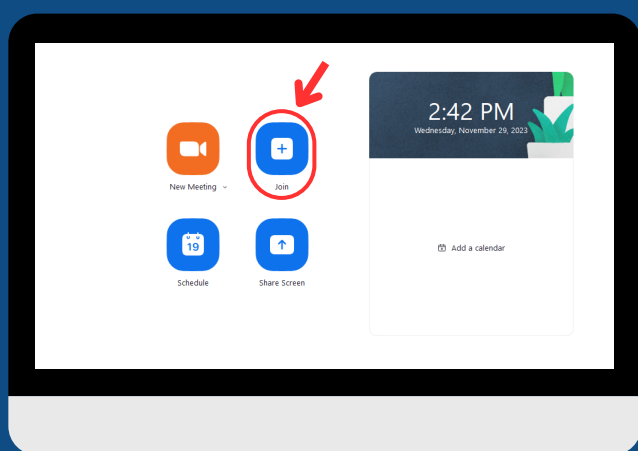 2:42 PM
Wednesday, November 29, 2023
New Meeting
Join
19
Schedule
Share Screen
Add a calendar